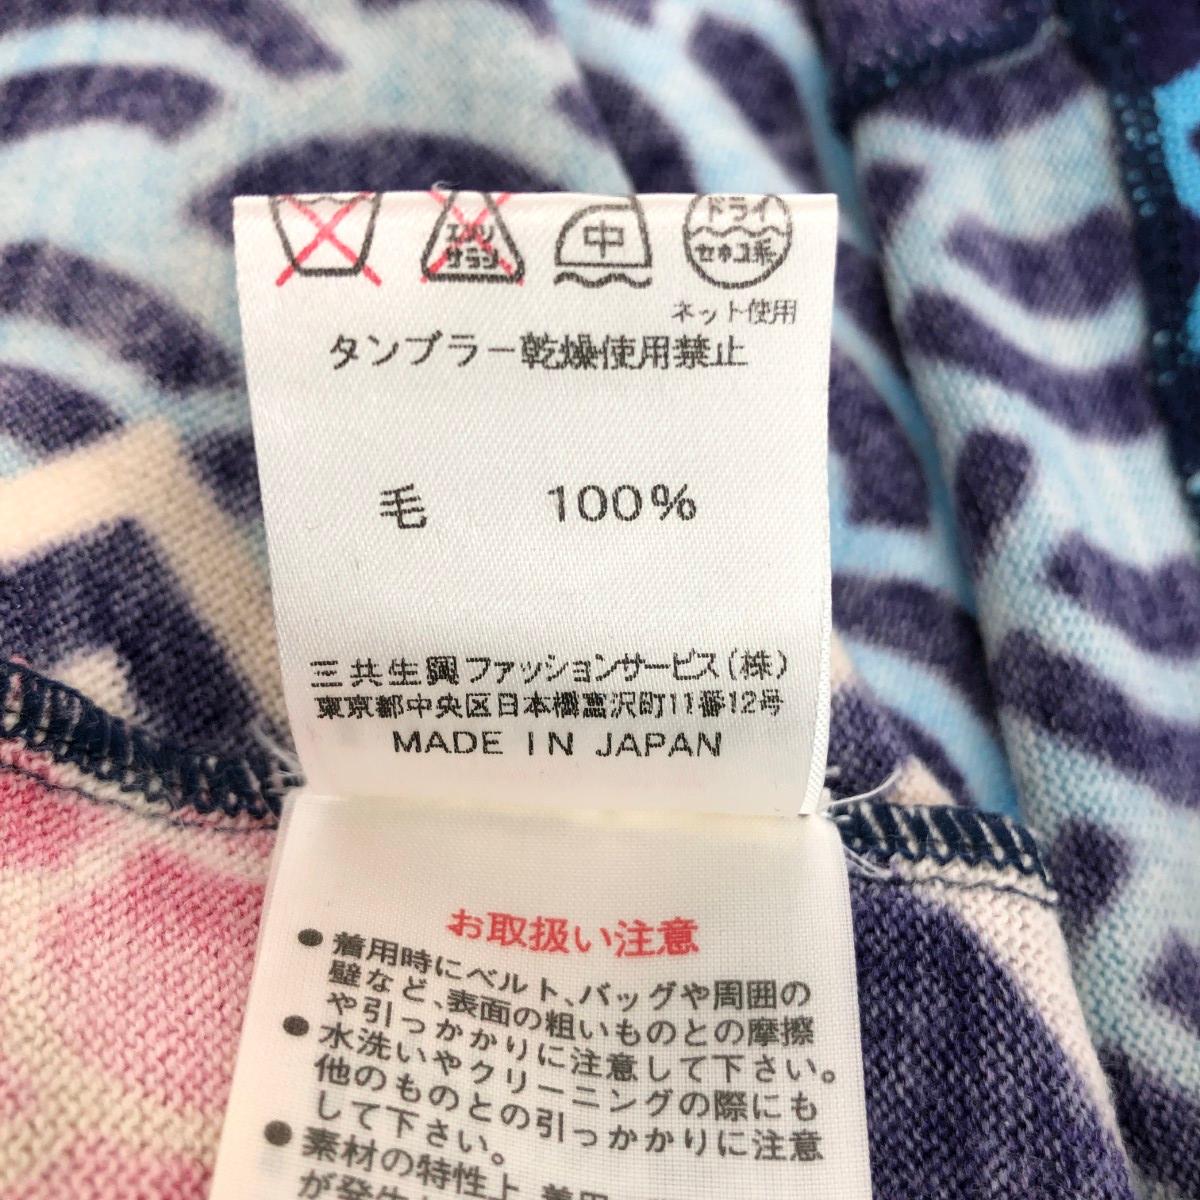 エンソ
サラシ
中
ドライ
セキユ系
ネット使用
タンブラー乾燥使用禁止
毛 100%
三共生興ファッションサービス(株)
東京都中央区日本橋富沢町11番12号
MADE IN JAPAN
お取扱い注意
● 着用時にベルト、バッグや周囲の
壁など、表面の粗いものとの摩擦
や引っかかりに注意して下さい。
● 水洗いやクリーニングの際にも
他のものとの引っかかりに注意
して下さい。
● 素材の特性上、着用
が発生